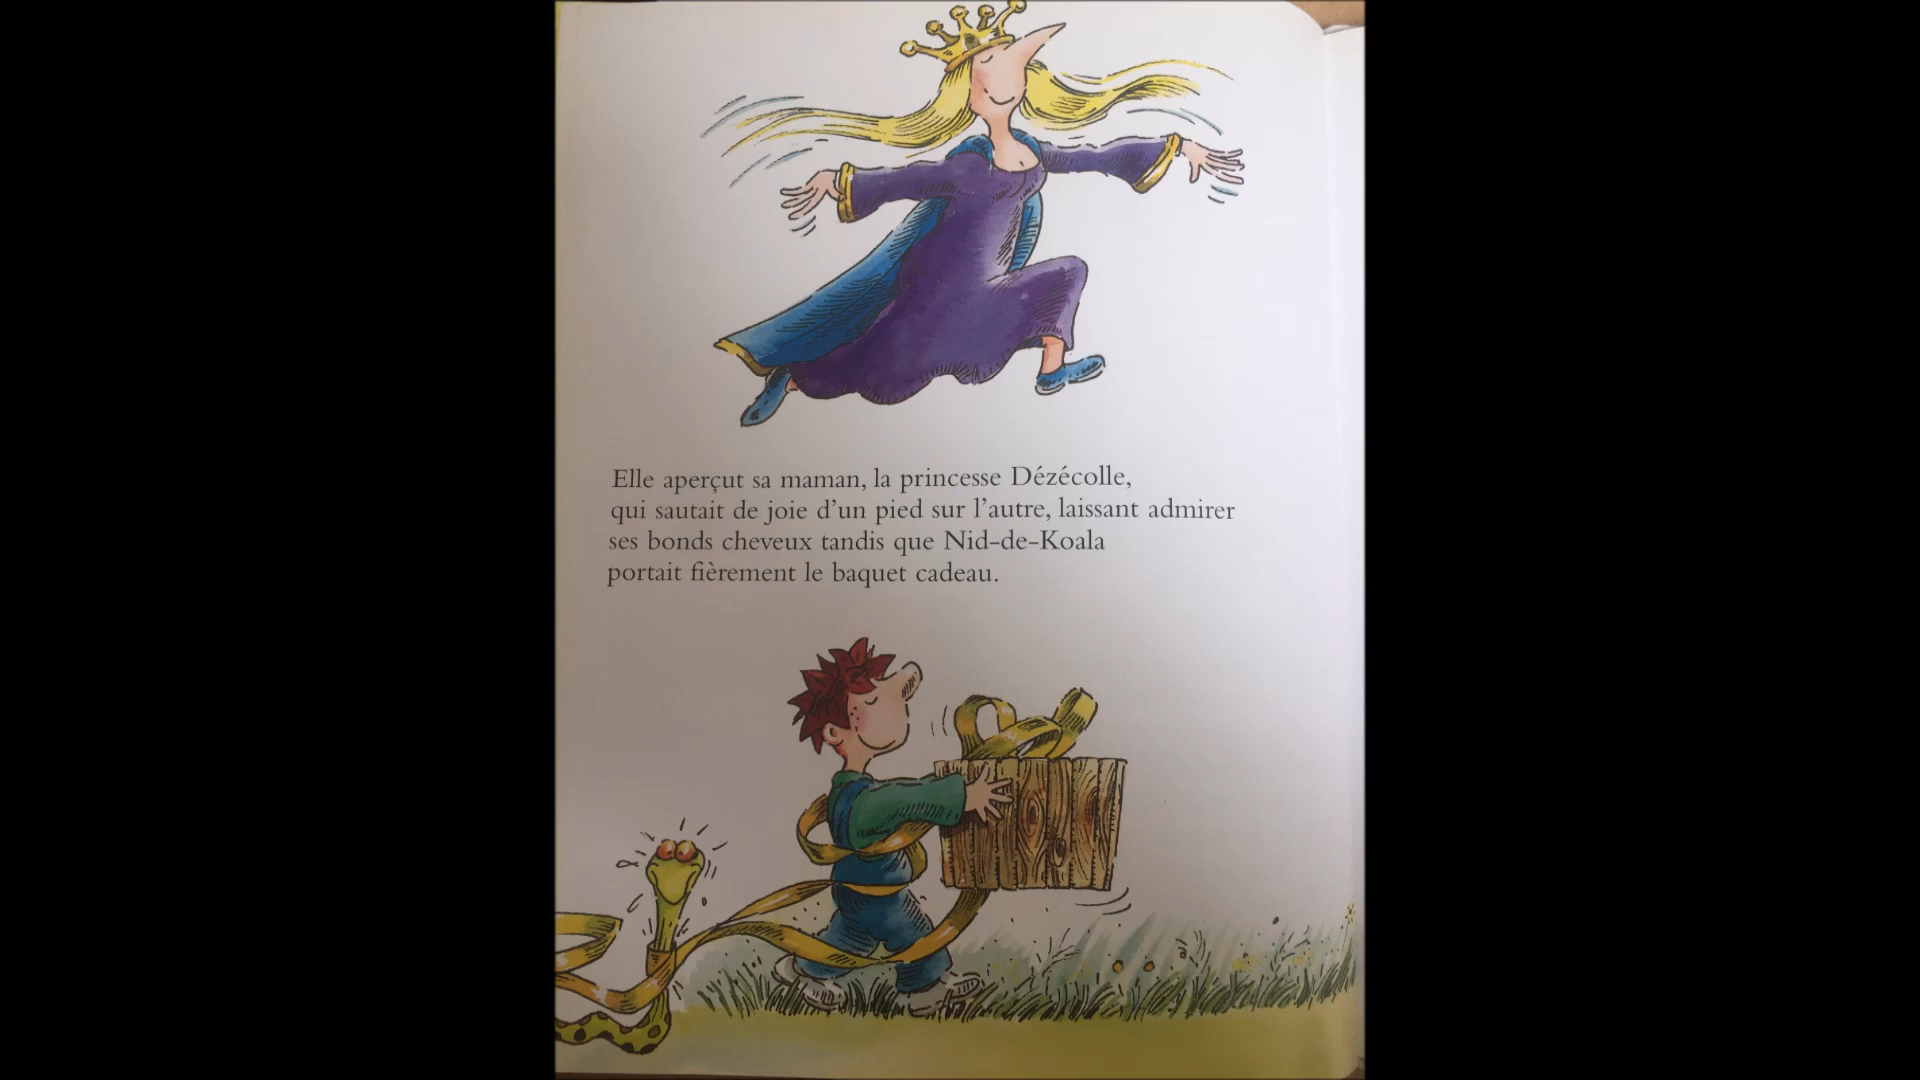 Elle aperçut sa maman, la princesse Dézécolle,
qui sautait de joie d'un pied sur l'autre, laissant admirer
ses bonds cheveux tandis que Nid-de-Koala
portait fièrement le baquet cadeau.